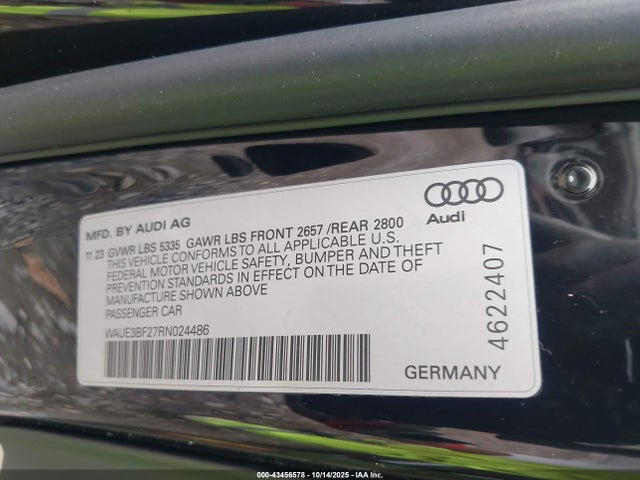 Audi
MFD. BY AUDI AG
11 23 GVWR LBS 5335 GAWR LBS FRONT 2657 /REAR 2800
THIS VEHICLE CONFORMS TO ALL APPLICABLE U.S.
FEDERAL MOTOR VEHICLE SAFETY, BUMPER AND THEFT
PREVENTION STANDARDS IN EFFECT ON THE DATE OF
MANUFACTURE SHOWN ABOVE
PASSENGER CAR
WAUE3BF27RN024486
4622407
GERMANY
000-43456578 - 10/14/2025 - IAA Inc.